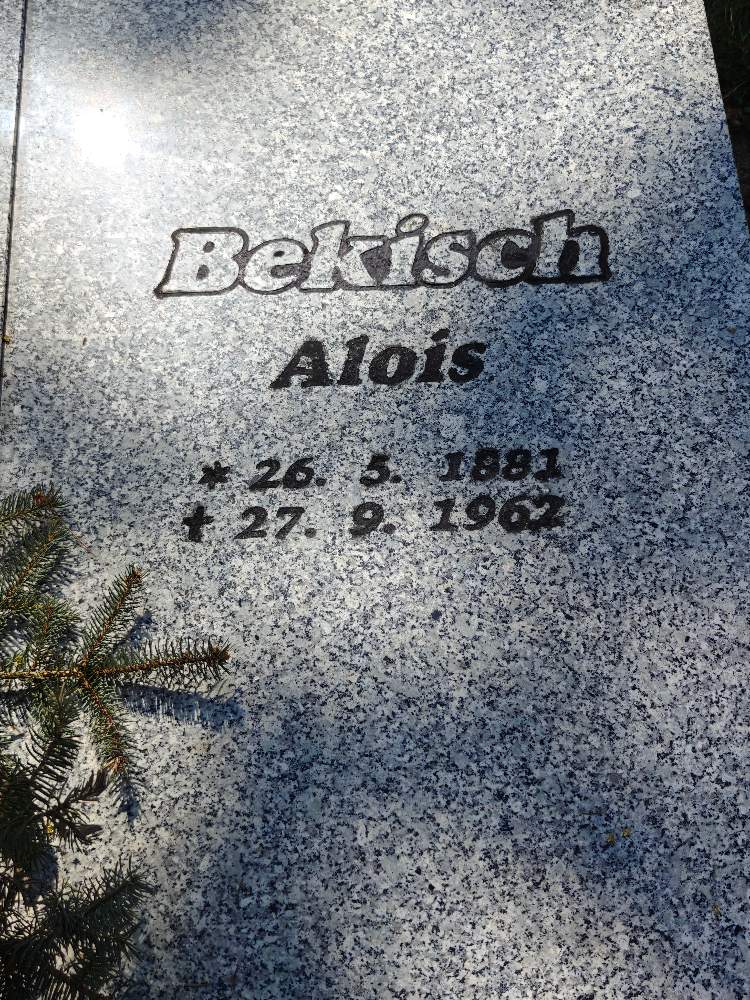 Bekisch
Alois
* 26. 5. 1881
† 27. 9. 1962